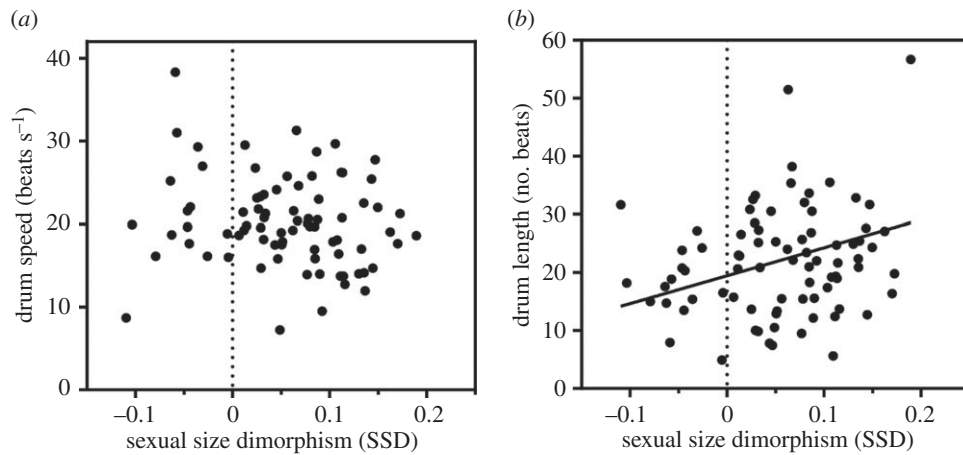 (a)
40
30
20
10
0
drum speed (beats s⁻¹)
–0.1 0 0.1 0.2
sexual size dimorphism (SSD)
(b)
60
50
40
30
20
10
0
drum length (no. beats)
–0.1 0 0.1 0.2
sexual size dimorphism (SSD)